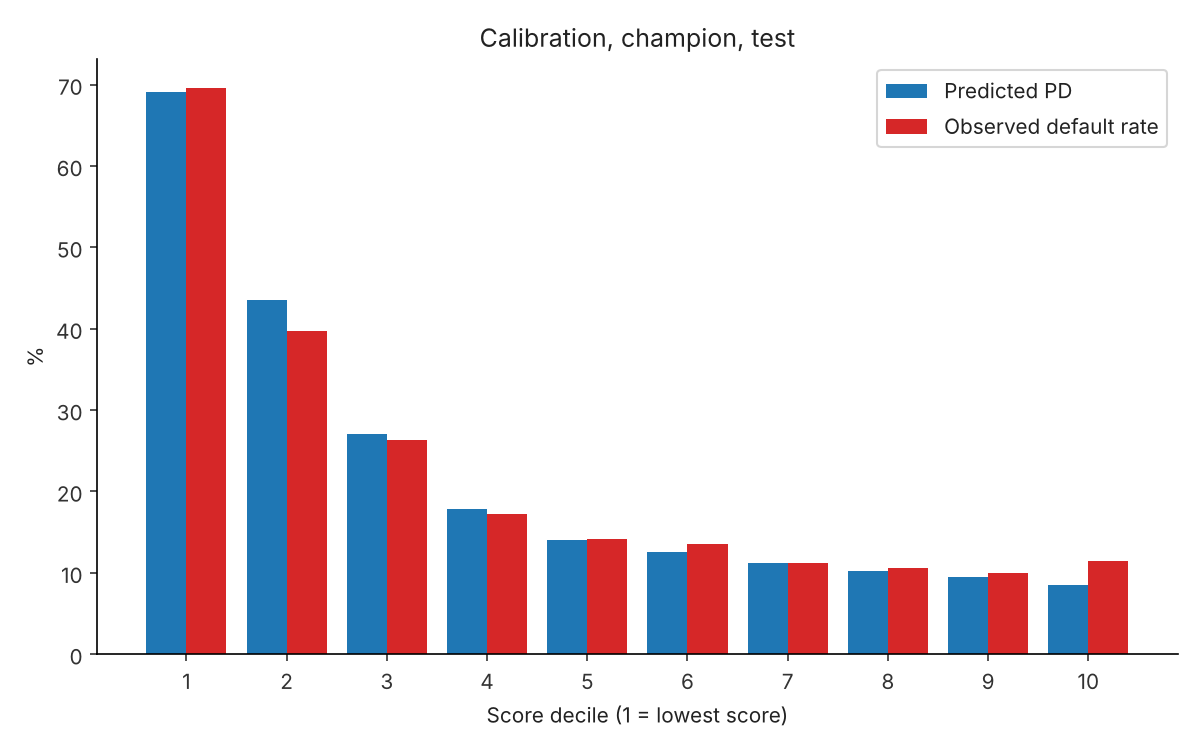 Calibration, champion, test
Predicted PD
Observed default rate
70
60
50
40
30
20
10
0
%
1 2 3 4 5 6 7 8 9 10
Score decile (1 = lowest score)